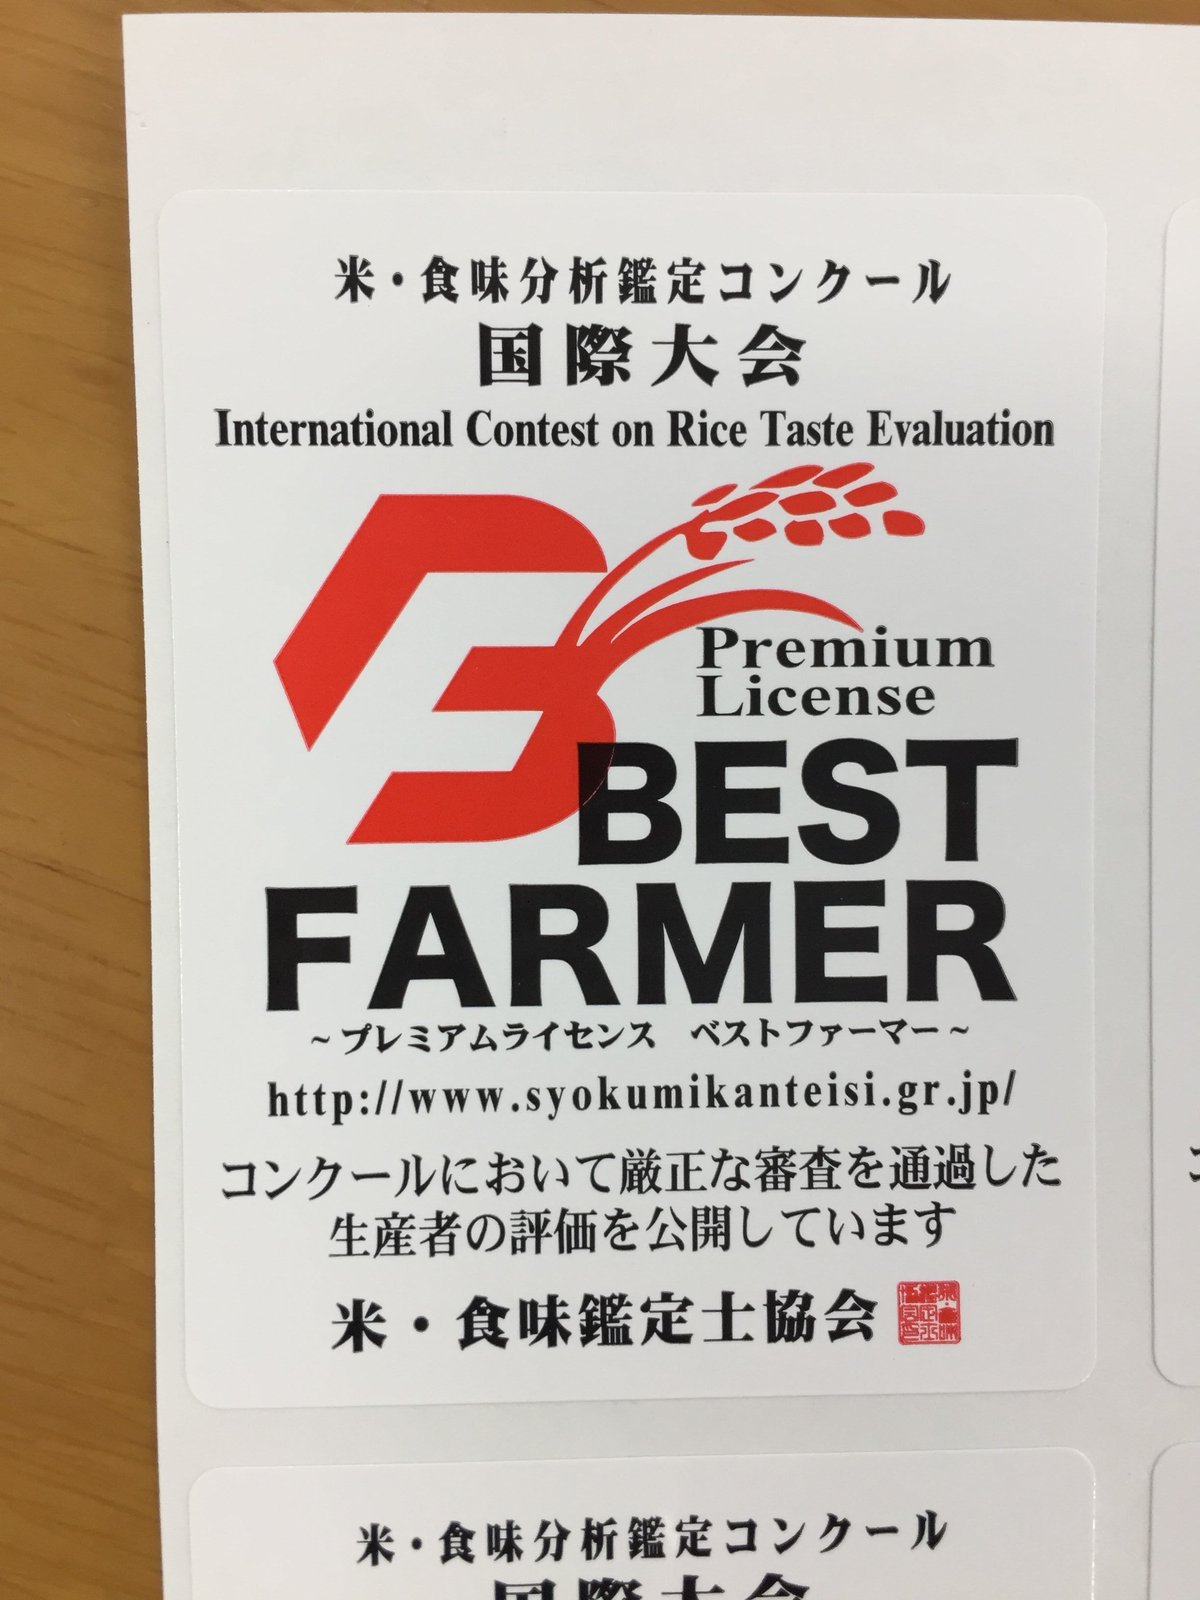 米・食味分析鑑定コンクール
国際大会
International Contest on Rice Taste Evaluation
Premium
License
BEST
FARMER
~プレミアムライセンス　ベストファーマー~
http://www.syokumikanteisi.gr.jp/
コンクールにおいて厳正な審査を通過した
生産者の評価を公開しています
米・食味鑑定士協会
米・食味分析鑑定コンクール
国際大会